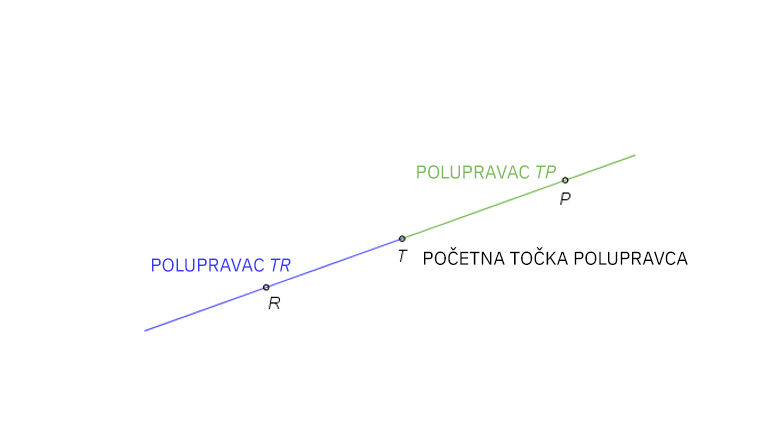 POLUPRAVAC TP
P
T
POČETNA TOČKA POLUPRAVCA
POLUPRAVAC TR
R